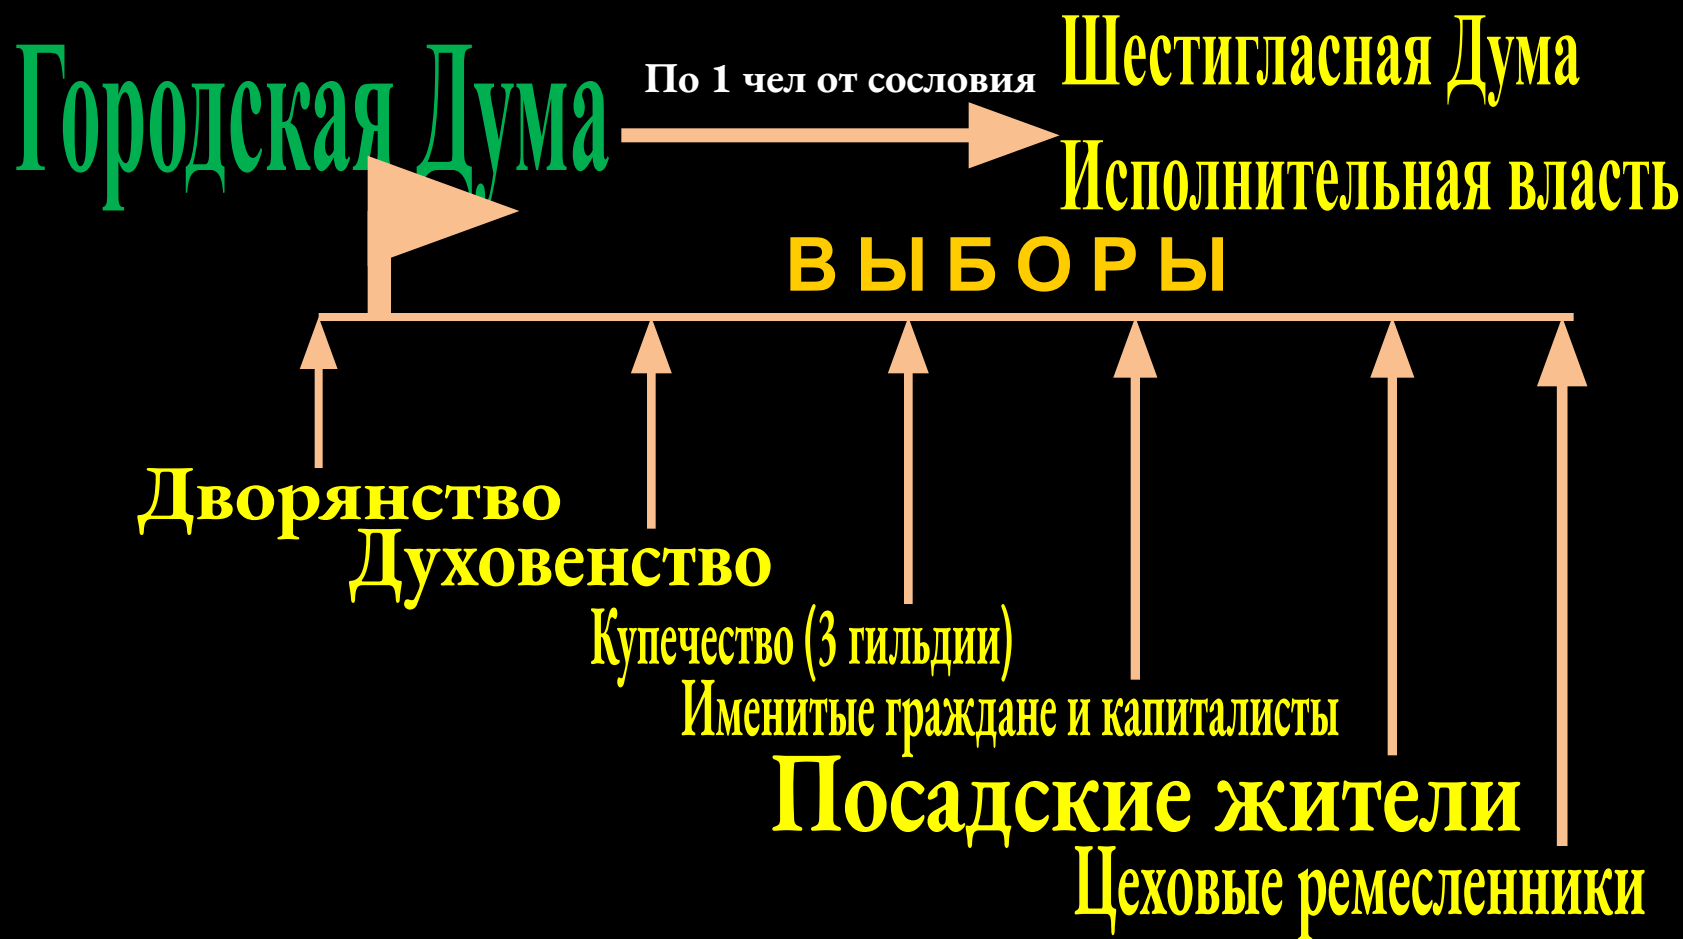 Городская Дума
По 1 чел от сословия
Шестигласная Дума
Исполнительная власть
ВЫБОРЫ
Дворянство
Духовенство
Купечество (3 гильдии)
Именитые граждане и капиталисты
Посадские жители
Цеховые ремесленники